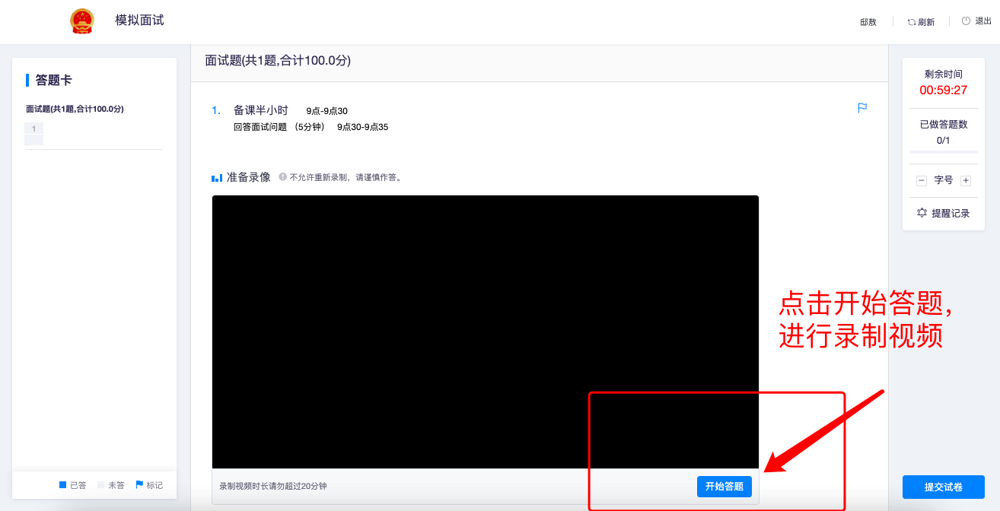 模拟面试
邸敖
刷新
退出
答题卡
面试题(共1题,合计100.0分)
1
已答
未答
标记
面试题(共1题,合计100.0分)
1. 备课半小时 9点-9点30
回答面试问题 （5分钟） 9点30-9点35
准备录像 不允许重新录制，请谨慎作答。
录制视频时长请勿超过20分钟
开始答题
点击开始答题，
进行录制视频
剩余时间
00:59:27
已做答题数
0/1
− 字号 +
提醒记录
提交试卷